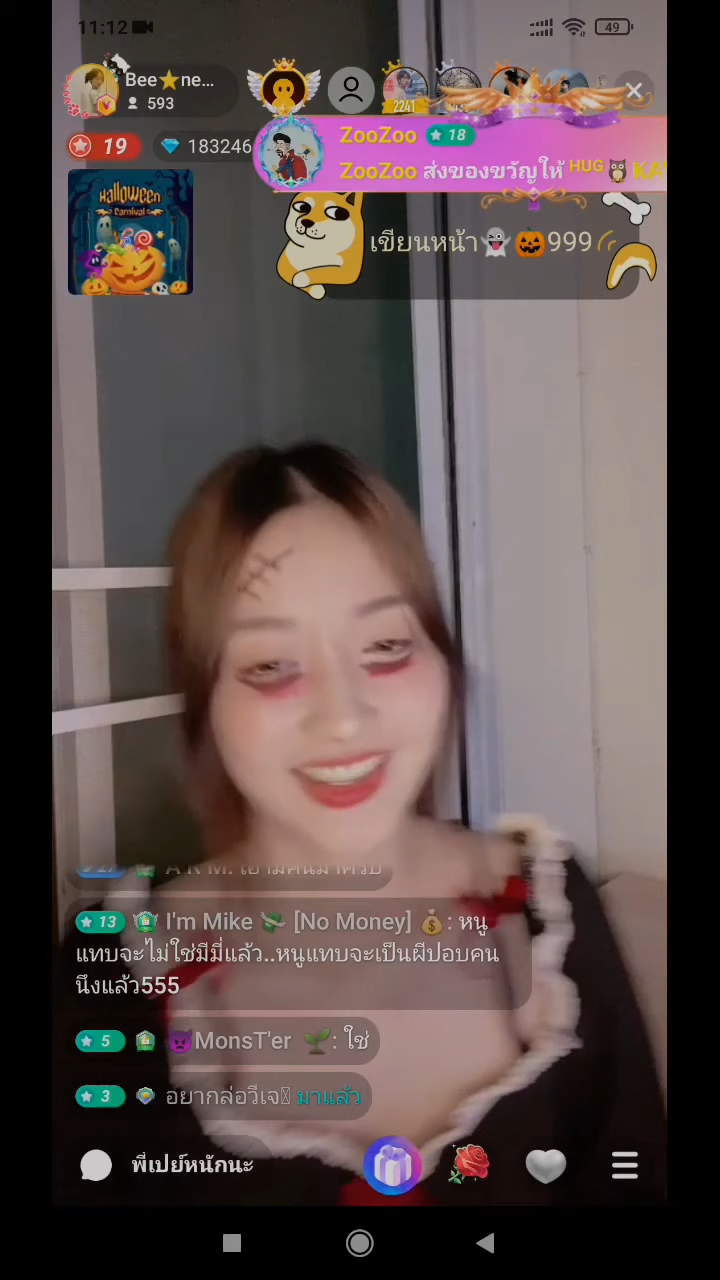 11:12
49
Bee⭐ne...
593
2241
19
183246
ZooZoo 18
ZooZoo ส่งของขวัญให้ HUG🦉KA
Halloween
Carnival
เขียนหน้า👻🎃999
I'm Mike 💸 [No Money] 💰: หนู
แทบจะไม่ใช่มีมี่แล้ว..หนูแทบจะเป็นผีปอบคน
นึงแล้ว555
13
5 😈MonsT'er 🌱: ใช่
3 อยากล่อวีเจ มาแล้ว
พี่เปย์หนักนะ